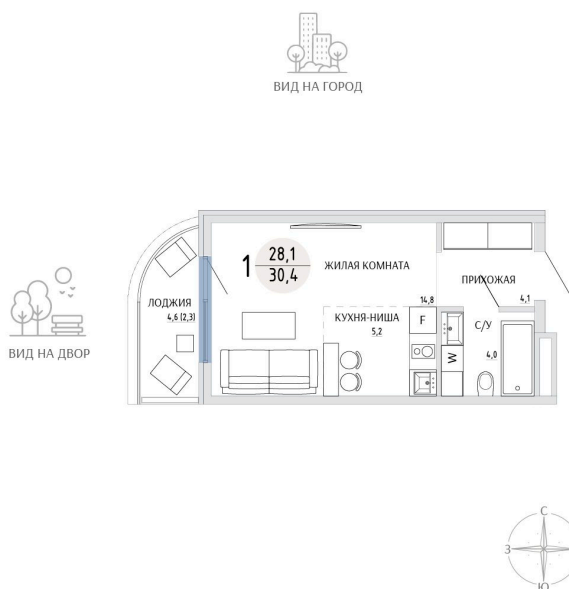 ВИД НА ГОРОД
28,1
1
30,4
ЖИЛАЯ КОМНАТА
14,8
ПРИХОЖАЯ
4,1
ЛОДЖИЯ
4,6 (2,3)
КУХНЯ-НИША
5,2
F
С/У
4,0
W
ВИД НА ДВОР
С
З
Ю